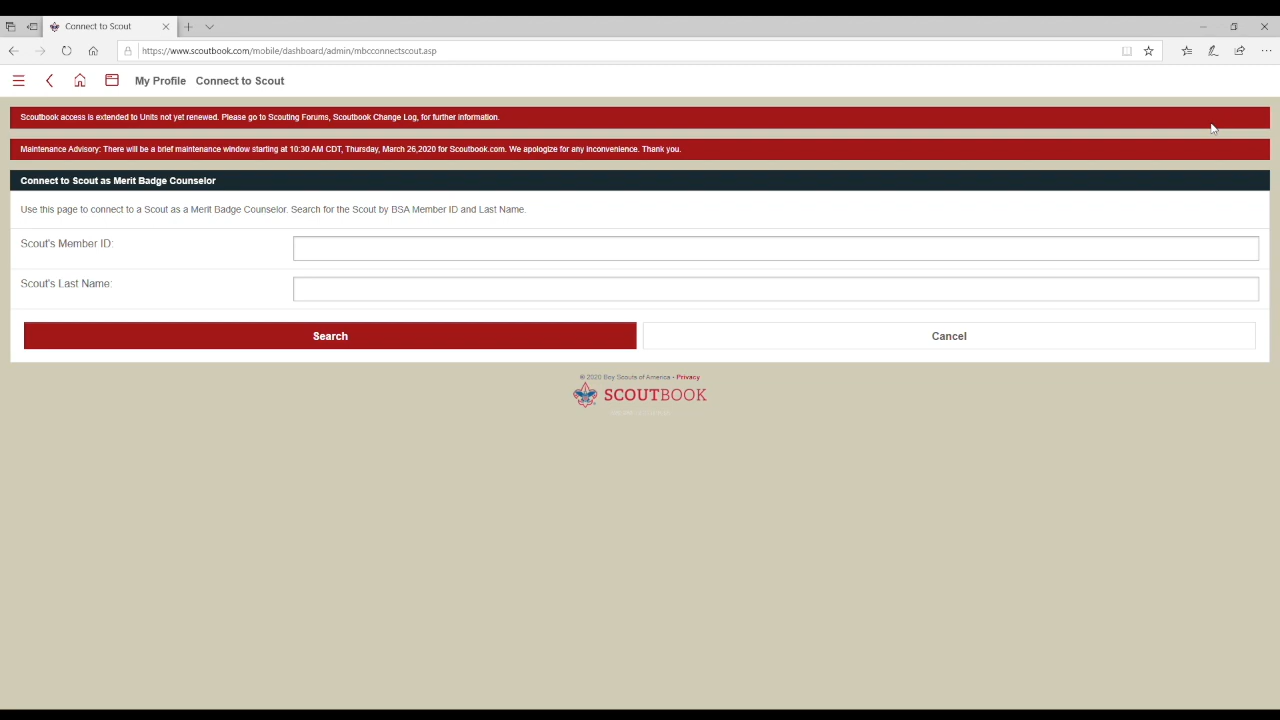 Connect to Scout
https://www.scoutbook.com/mobile/dashboard/admin/mbcconnectscout.asp
My Profile Connect to Scout
Scoutbook access is extended to Units not yet renewed. Please go to Scouting Forums, Scoutbook Change Log, for further information.
Maintenance Advisory: There will be a brief maintenance window starting at 10:30 AM CDT, Thursday, March 26,2020 for Scoutbook.com. We apologize for any inconvenience. Thank you.
Connect to Scout as Merit Badge Counselor
Use this page to connect to a Scout as a Merit Badge Counselor. Search for the Scout by BSA Member ID and Last Name.
Scout's Member ID:
Scout's Last Name:
Search Cancel
© 2020 Boy Scouts of America - Privacy
SCOUTBOOK